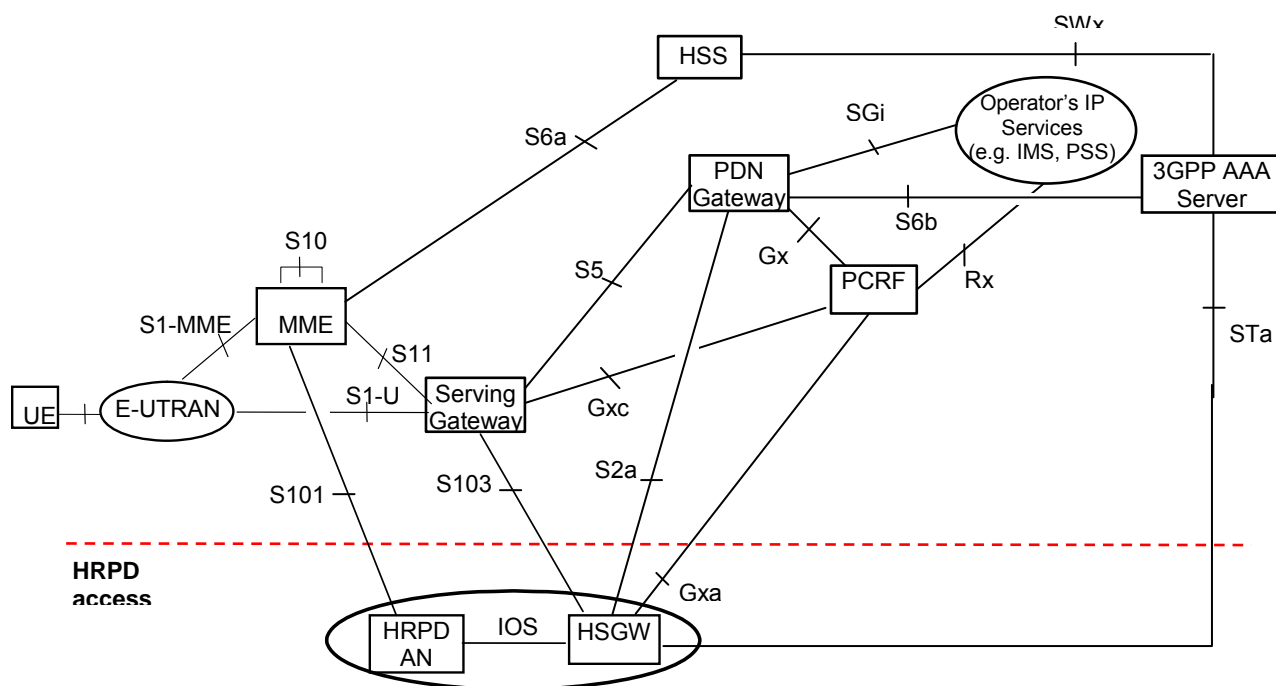 SWx
HSS
Operator's IP
Services
(e.g. IMS, PSS)
SGi
S6a
PDN
Gateway
3GPP AAA
Server
S6b
S10
Gx
S5
PCRF
Rx
MME
S1-MME
STa
S11
S1-U
Serving
Gateway
UE
E-UTRAN
Gxc
S2a
S101
S103
HRPD
access
Gxa
IOS
HRPD
AN
HSGW